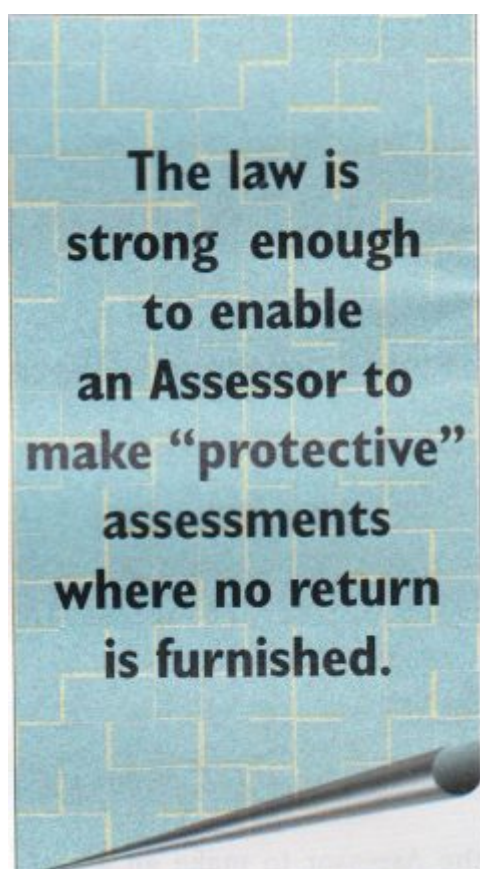 The law is
strong enough
to enable
an Assessor to
make “protective”
assessments
where no return
is furnished.